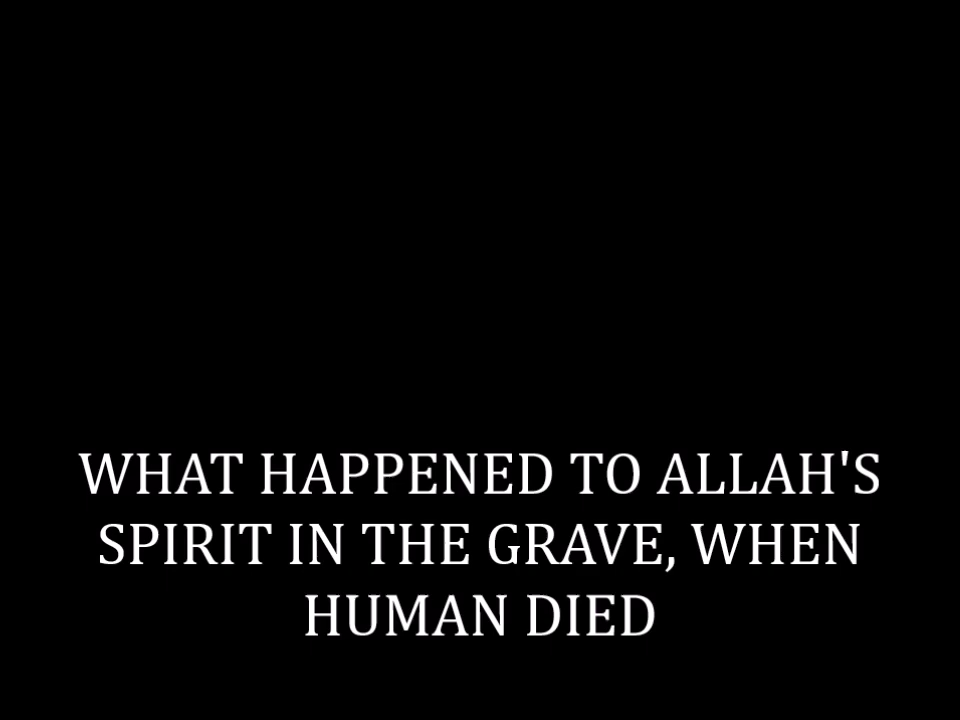 WHAT HAPPENED TO ALLAH'S
SPIRIT IN THE GRAVE, WHEN
HUMAN DIED